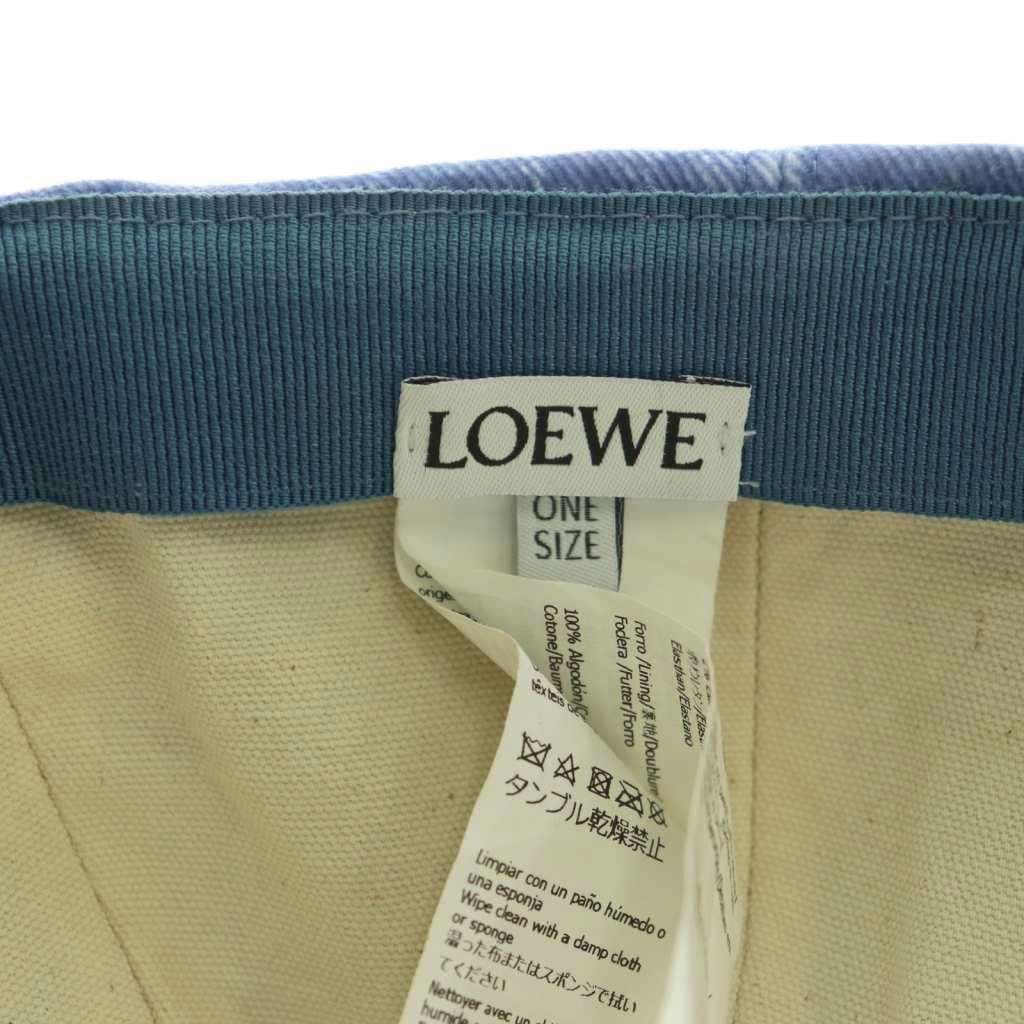 LOEWE
ONE
SIZE
100% Algodón
Cotone
Forro /Lining/裏地
Fodera /Futter/Forro
Elasthan/Elastano
タンブル乾燥禁止
Limpiar con un paño húmedo o
una esponja
Wipe clean with a damp cloth
or sponge
湿った布またはスポンジで拭い
てください
Nettoyer avec un